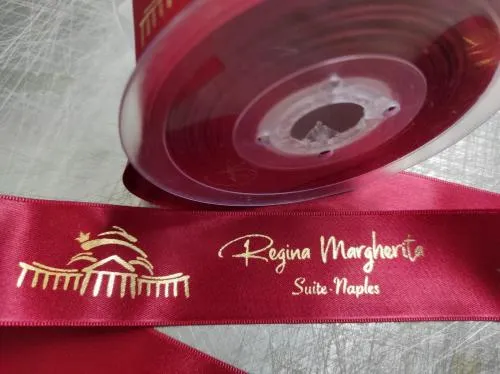 Regina Margherita
Suite-Naples